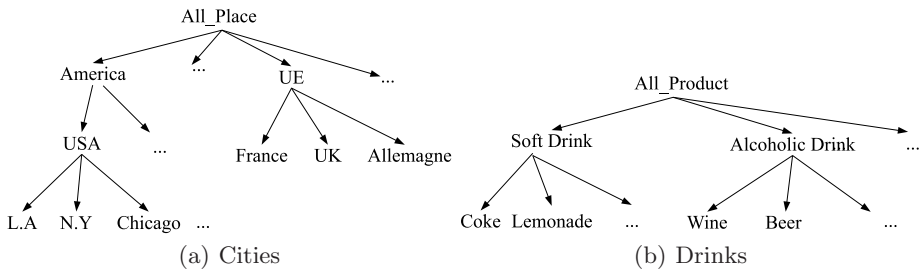 All_Place
America ... UE ...
USA ... France UK Allemagne
L.A N.Y Chicago ...
(a) Cities
All_Product
Soft Drink Alcoholic Drink ...
Coke Lemonade ... Wine Beer ...
(b) Drinks